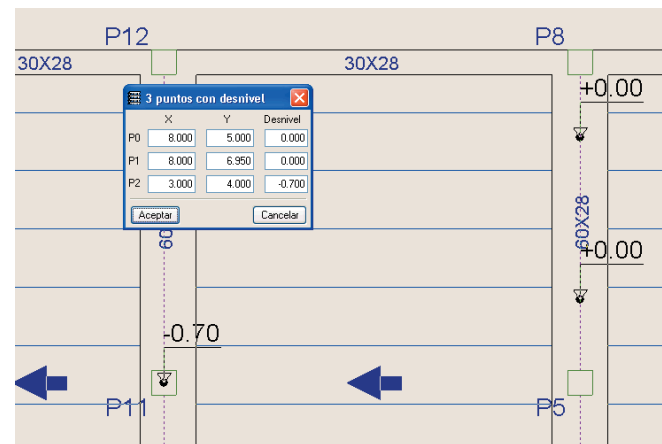 P12 P8
30X28 30X28
3 puntos con desnivel
+0.00
X Y Desnivel
P0 8.000 5.000 0.000
P1 8.000 6.950 0.000
P2 3.000 4.000 -0.700
Aceptar Cancelar
60X28
60
+0.00
-0.70
P11 P5